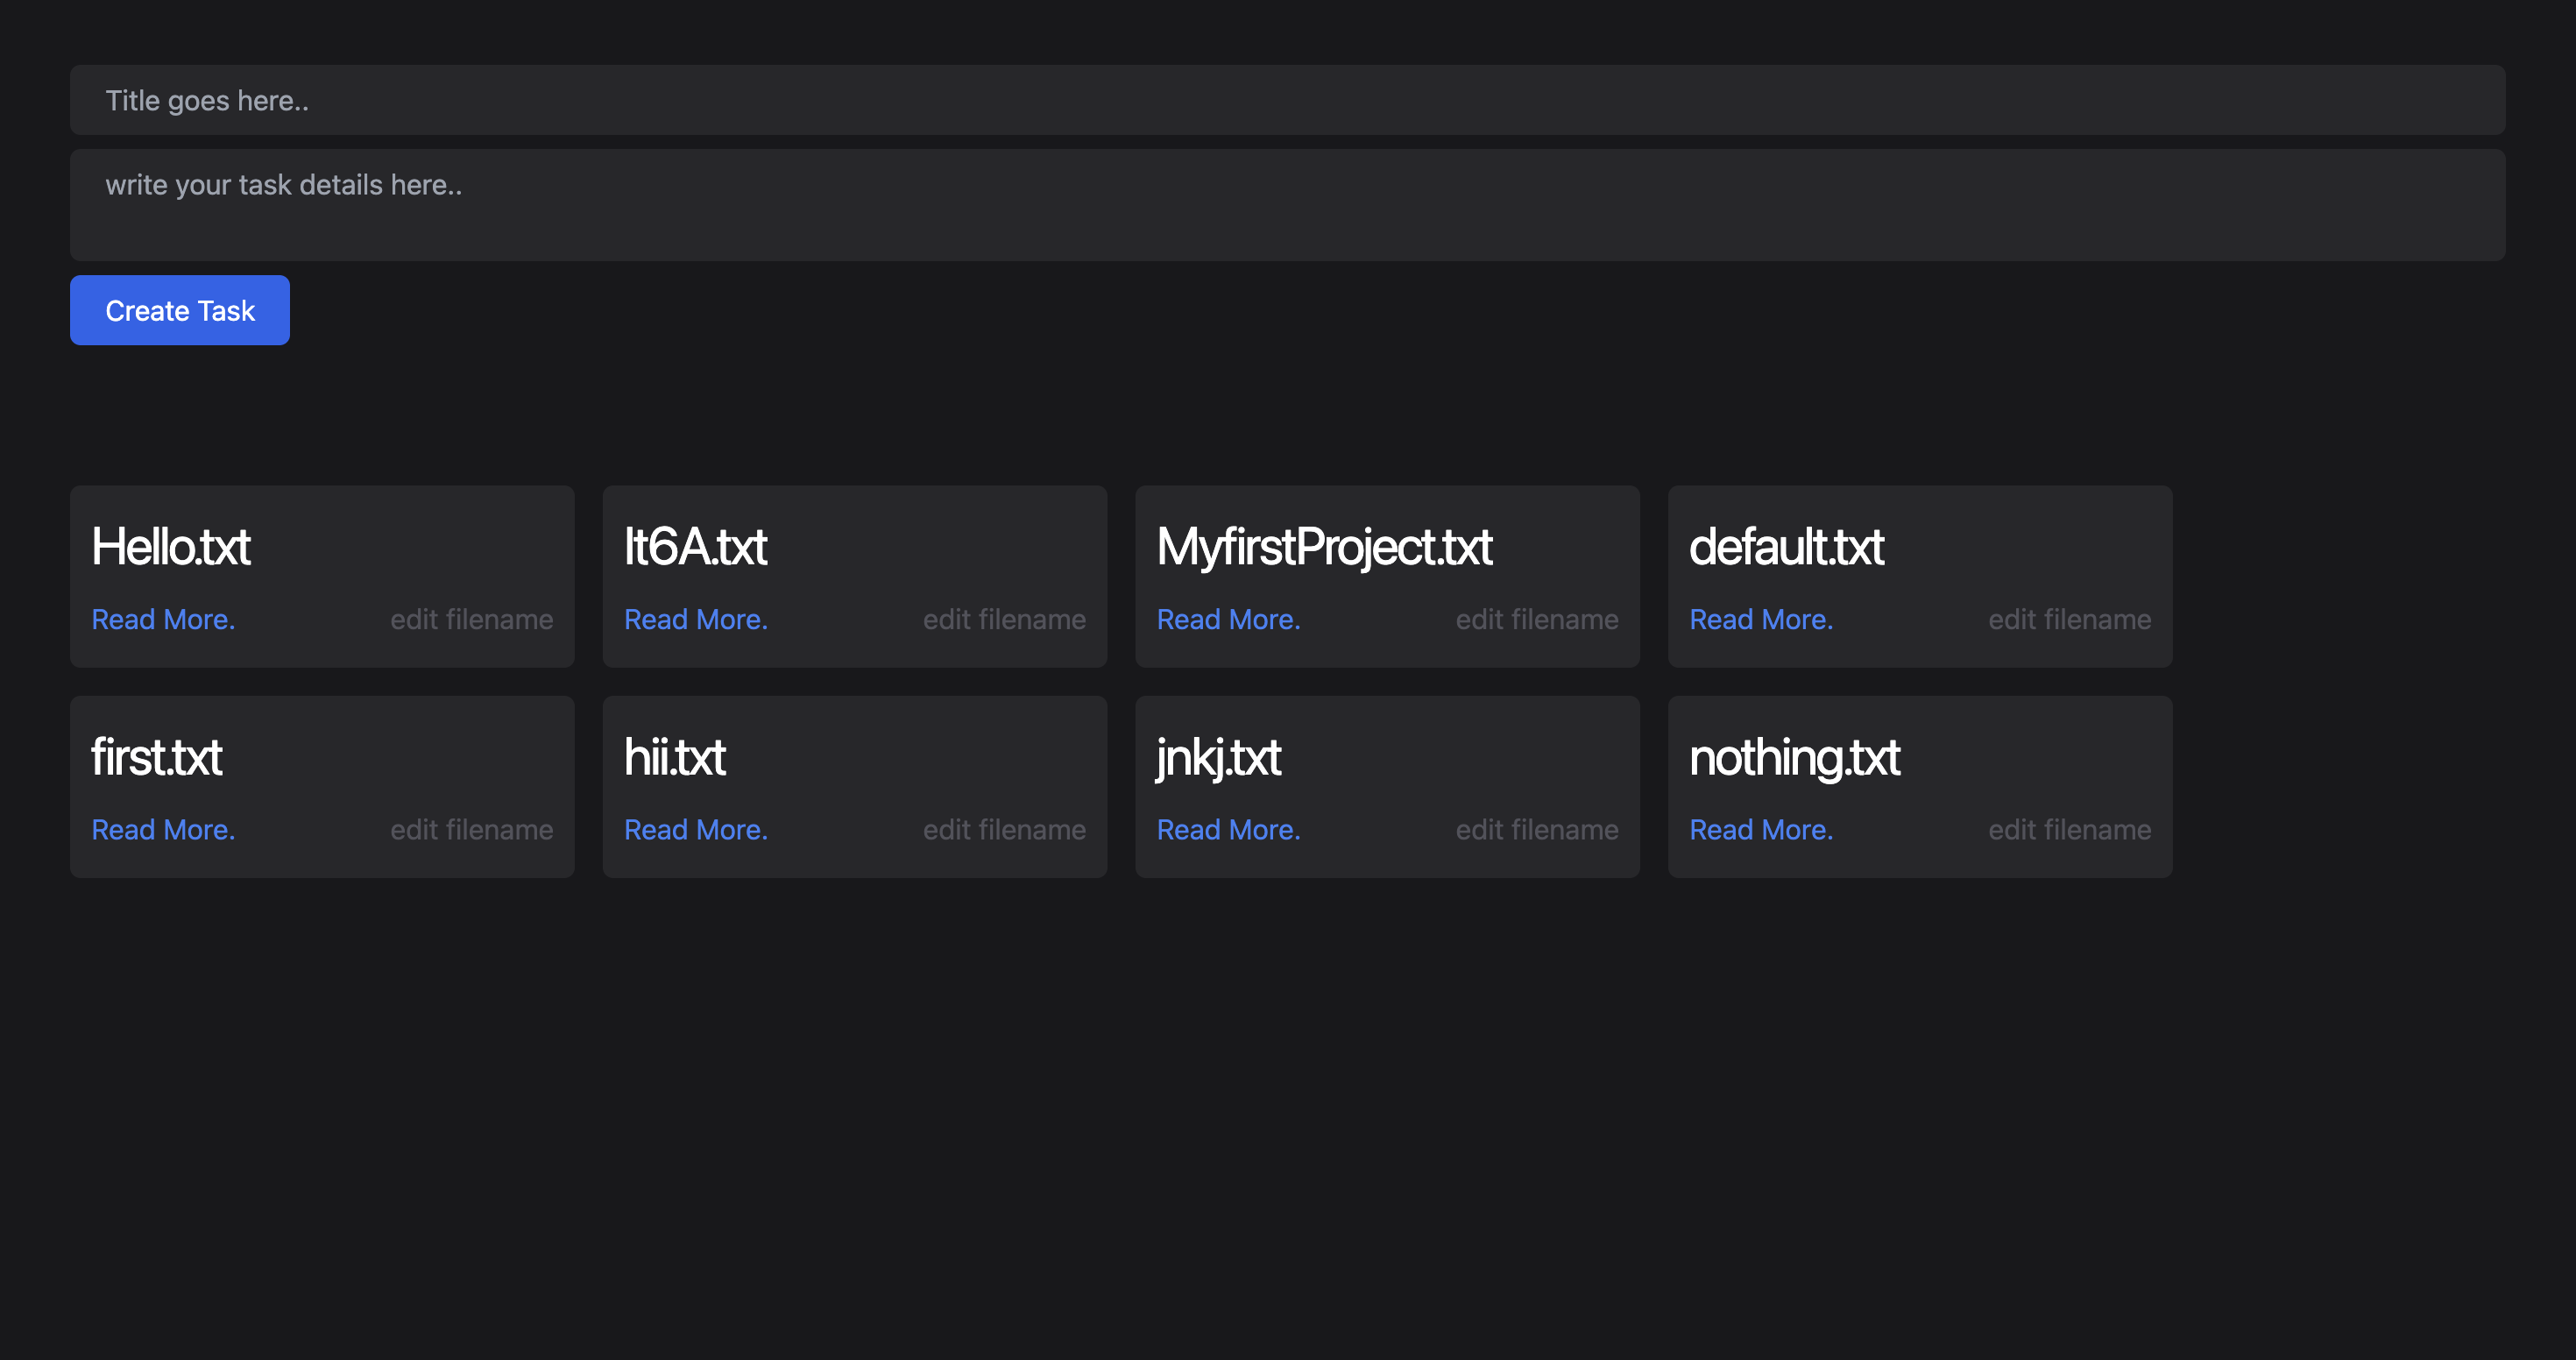 Title goes here..
write your task details here..
Create Task
Hello.txt
Read More. edit filename
It6A.txt
Read More. edit filename
MyfirstProject.txt
Read More. edit filename
default.txt
Read More. edit filename
first.txt
Read More. edit filename
hii.txt
Read More. edit filename
jnkj.txt
Read More. edit filename
nothing.txt
Read More. edit filename